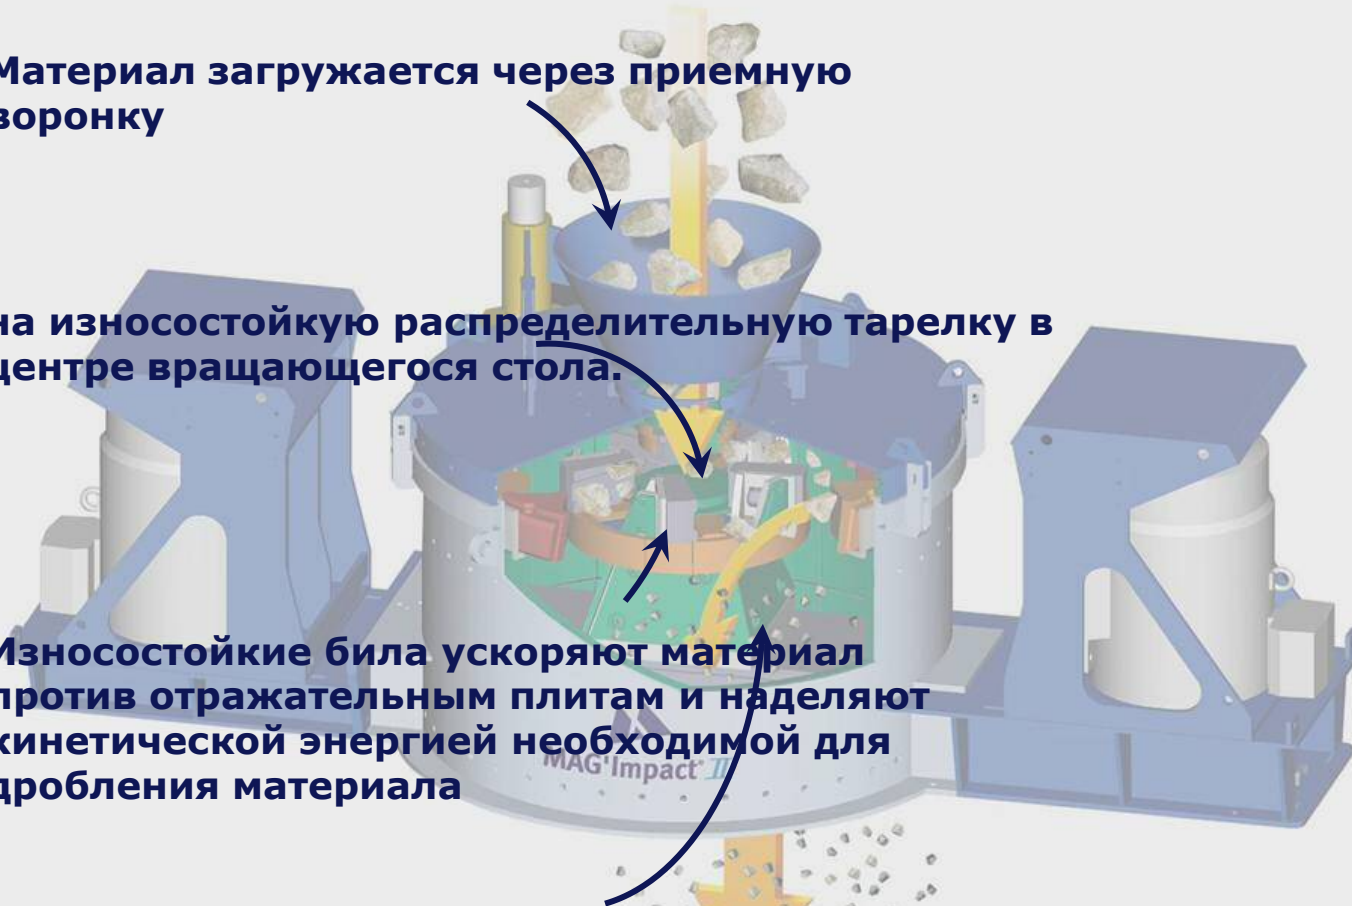 Материал загружается через приемную
воронку
на износостойкую распределительную тарелку в
центре вращающегося стола.
Износостойкие била ускоряют материал
против отражательным плитам и наделяют
кинетической энергией необходимой для
дробления материала
MAG'Impact® II